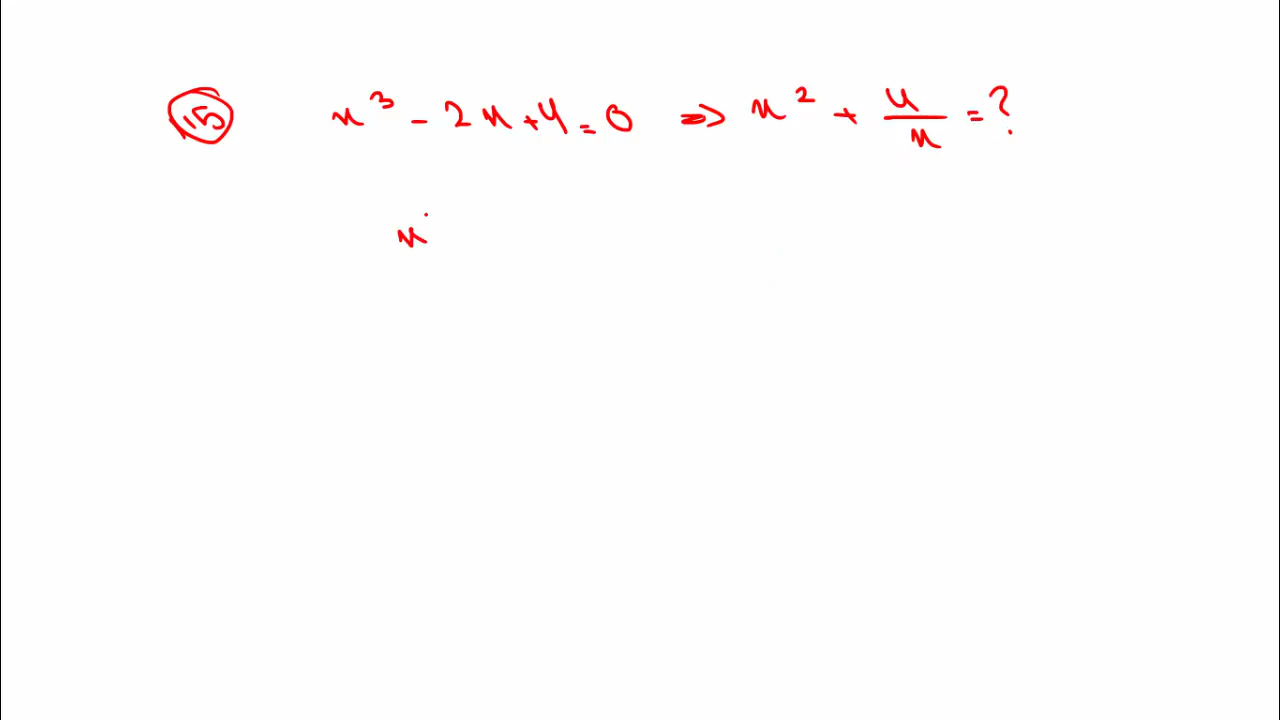 15 x³ - 2x + 4 = 0 ⇒ x² + 4/x = ?
x